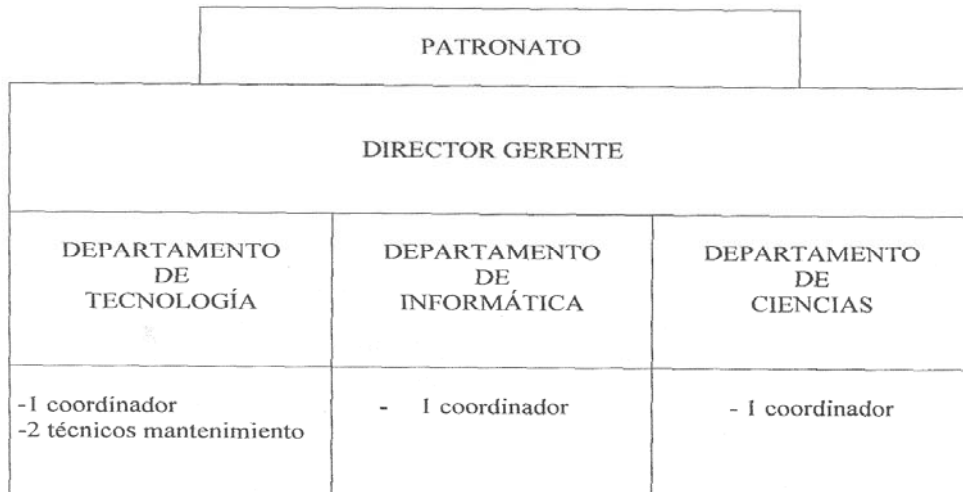 PATRONATO
DIRECTOR GERENTE
DEPARTAMENTO
DE
TECNOLOGÍA
DEPARTAMENTO
DE
INFORMÁTICA
DEPARTAMENTO
DE
CIENCIAS
-1 coordinador
-2 técnicos mantenimiento
- 1 coordinador
- 1 coordinador